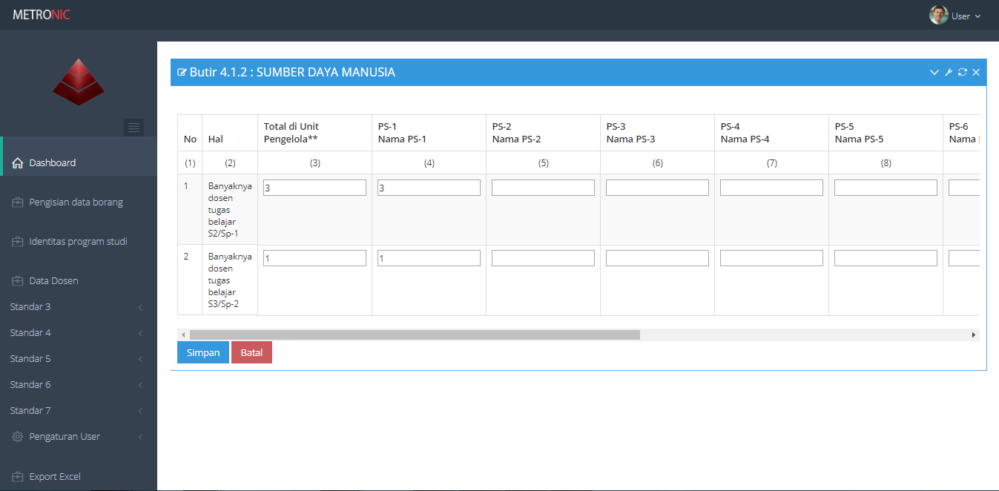 METRONIC
User
Dashboard
Pengisian data borang
Identitas program studi
Data Dosen
Standar 3
Standar 4
Standar 5
Standar 6
Standar 7
Pengaturan User
Export Excel
Butir 4.1.2 : SUMBER DAYA MANUSIA
No Hal Total di Unit Pengelola** PS-1 Nama PS-1 PS-2 Nama PS-2 PS-3 Nama PS-3 PS-4 Nama PS-4 PS-5 Nama PS-5 PS-6 Nama
(1) (2) (3) (4) (5) (6) (7) (8)
1 Banyaknya 3 3
dosen
tugas
belajar
S2/Sp-1
2 Banyaknya 1 1
dosen
tugas
belajar
S3/Sp-2
Simpan Batal